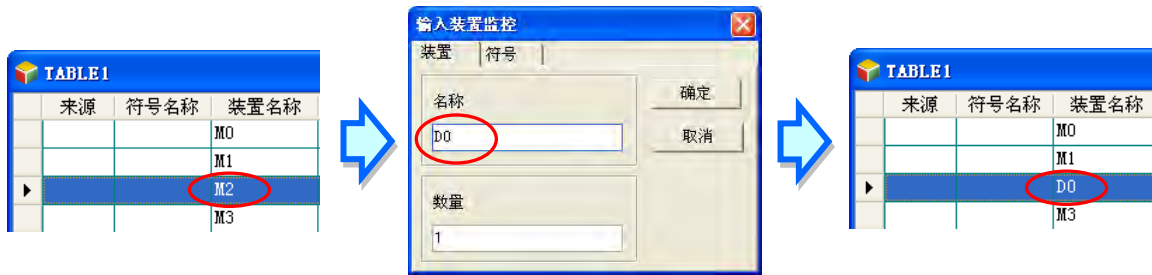 TABLE1
来源 符号名称 装置名称
M0
M1
M2
M3
输入装置监控
装置 符号
名称
D0
确定
取消
数量
1
TABLE1
来源 符号名称 装置名称
M0
M1
D0
M3